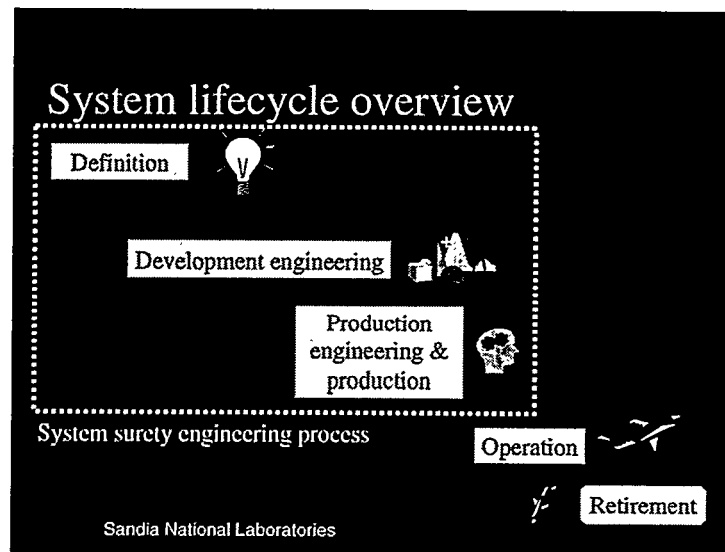 System lifecycle overview
Definition
Development engineering
Production
engineering &
production
System surety engineering process
Operation
Retirement
Sandia National Laboratories